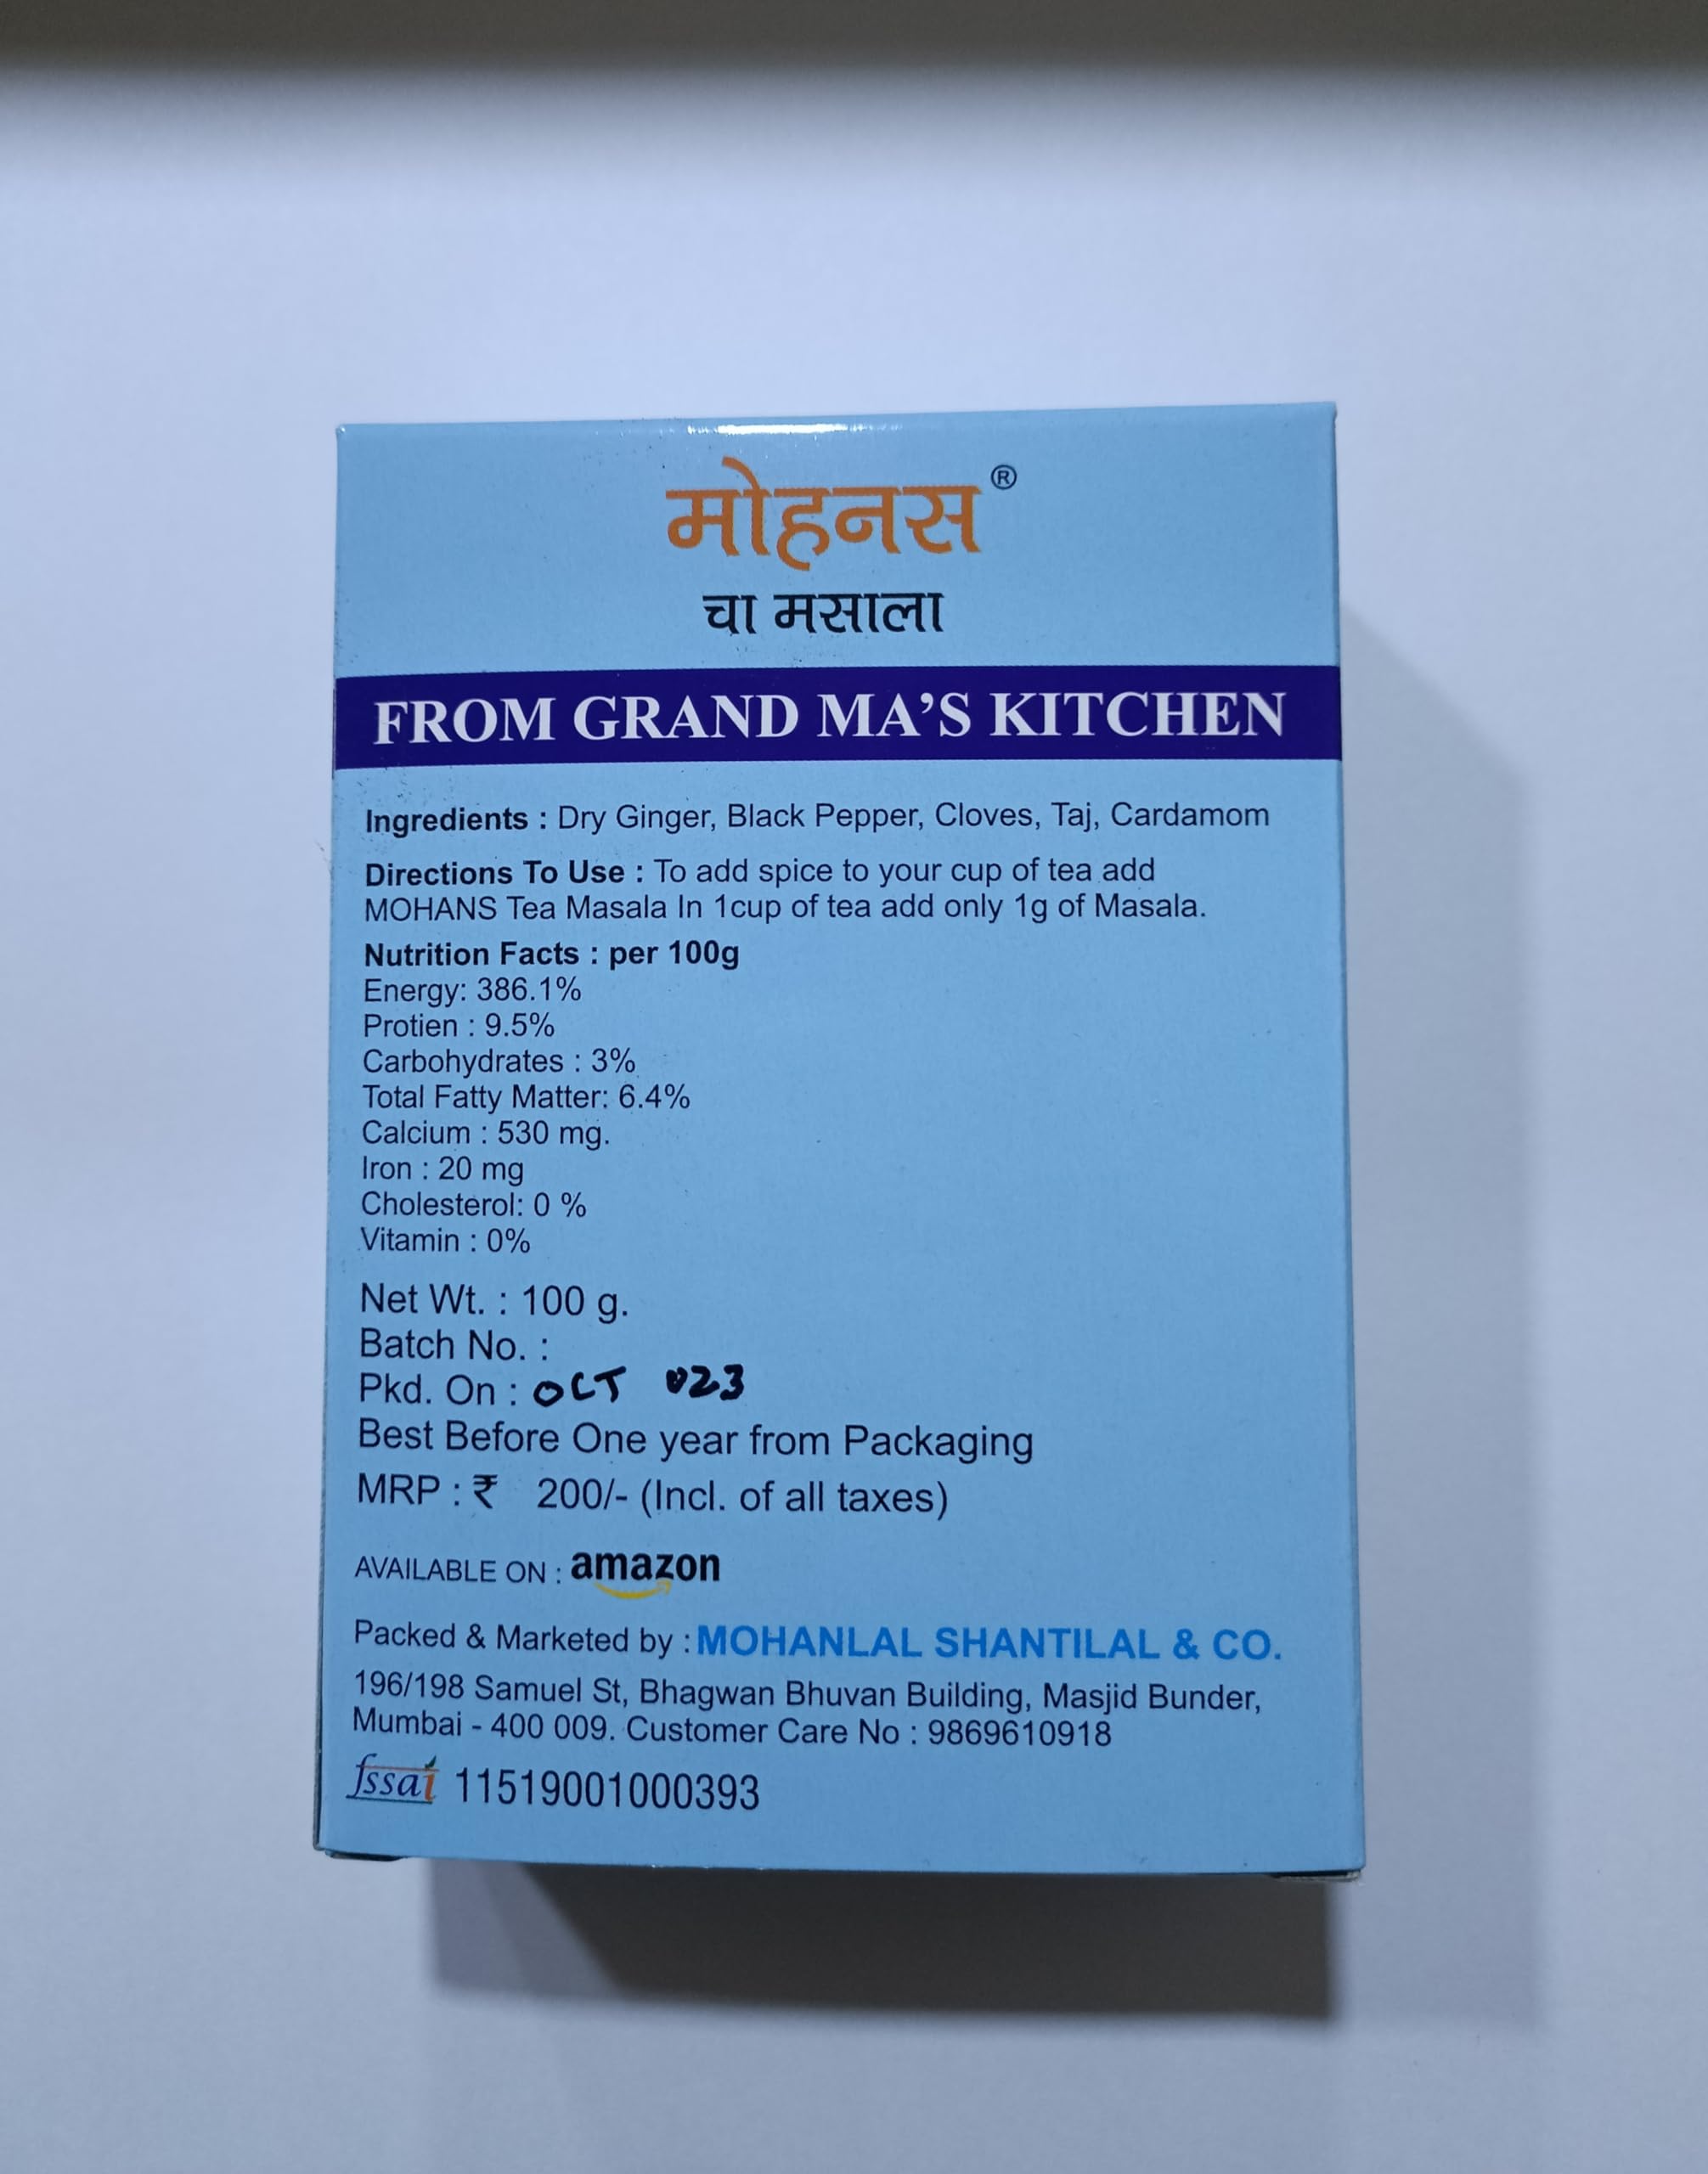 मोहनस ®
चा मसाला
FROM GRAND MA'S KITCHEN
Ingredients : Dry Ginger, Black Pepper, Cloves, Taj, Cardamom
Directions To Use : To add spice to your cup of tea add
MOHANS Tea Masala In 1cup of tea add only 1g of Masala.
Nutrition Facts : per 100g
Energy: 386.1%
Protien : 9.5%
Carbohydrates : 3%
Total Fatty Matter: 6.4%
Calcium : 530 mg.
Iron : 20 mg
Cholesterol: 0 %
Vitamin : 0%
Net Wt. : 100 g.
Batch No. :
Pkd. On : OCT 023
Best Before One year from Packaging
MRP : ₹ 200/- (Incl. of all taxes)
AVAILABLE ON : amazon
Packed & Marketed by : MOHANLAL SHANTILAL & CO.
196/198 Samuel St, Bhagwan Bhuvan Building, Masjid Bunder,
Mumbai - 400 009. Customer Care No : 9869610918
fssai 11519001000393